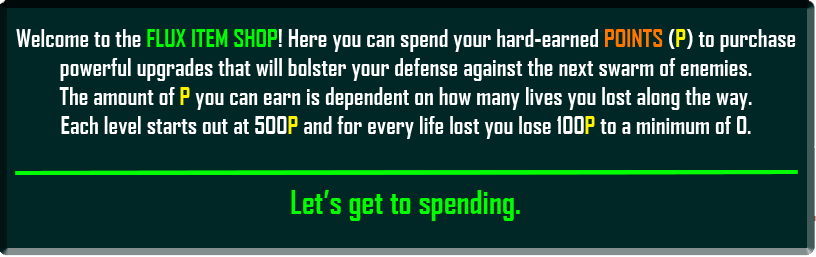 Welcome to the FLUX ITEM SHOP! Here you can spend your hard-earned POINTS (P) to purchase
powerful upgrades that will bolster your defense against the next swarm of enemies.
The amount of P you can earn is dependent on how many lives you lost along the way.
Each level starts out at 500P and for every life lost you lose 100P to a minimum of 0.
Let's get to spending.